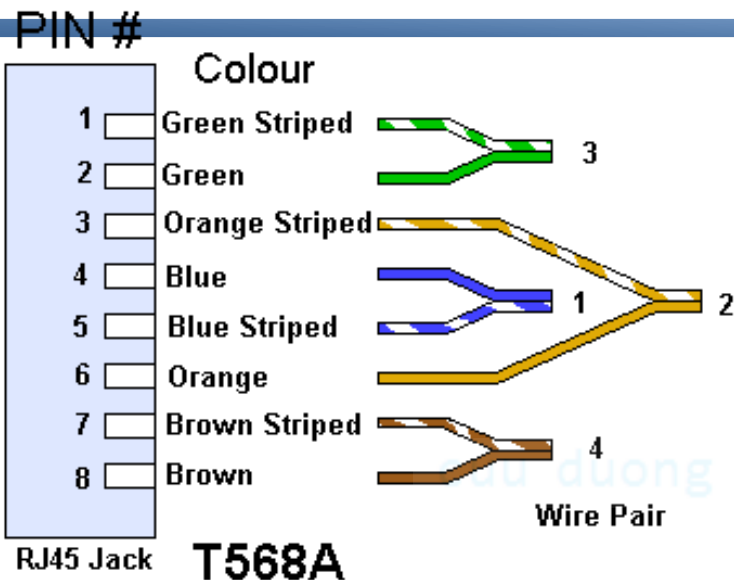 PIN #
Colour
1 Green Striped
3
2 Green
3 Orange Striped
4 Blue
1 2
5 Blue Striped
6 Orange
7 Brown Striped
4
8 Brown
duong
Wire Pair
RJ45 Jack T568A